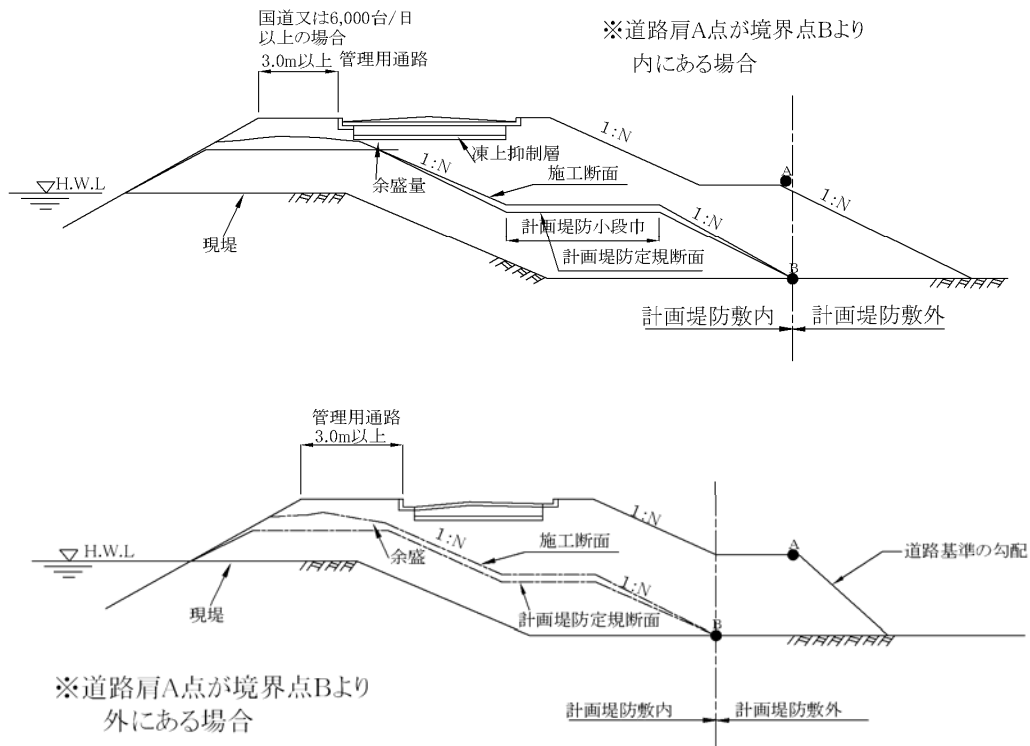 国道又は6,000台/日
以上の場合
3.0m以上 管理用通路
※道路肩A点が境界点Bより
内にある場合
1:N
凍上抑制層
1:N
施工断面
A
1:N
H.W.L
余盛量
1:N
計画堤防小段巾
現堤
計画堤防定規断面
B
計画堤防敷内
計画堤防敷外
管理用通路
3.0m以上
1:N
施工断面
1:N
A
道路基準の勾配
H.W.L
余盛
1:N
現堤
計画堤防定規断面
B
※道路肩A点が境界点Bより
外にある場合
計画堤防敷内
計画堤防敷外